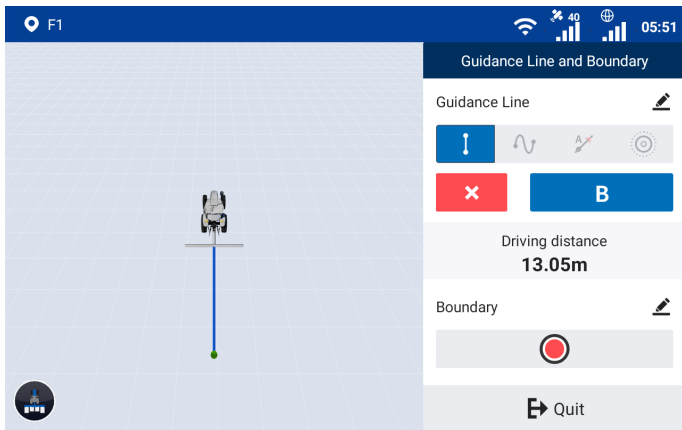 F1
40
05:51
Guidance Line and Boundary
Guidance Line
A
B
Driving distance
13.05m
Boundary
Quit